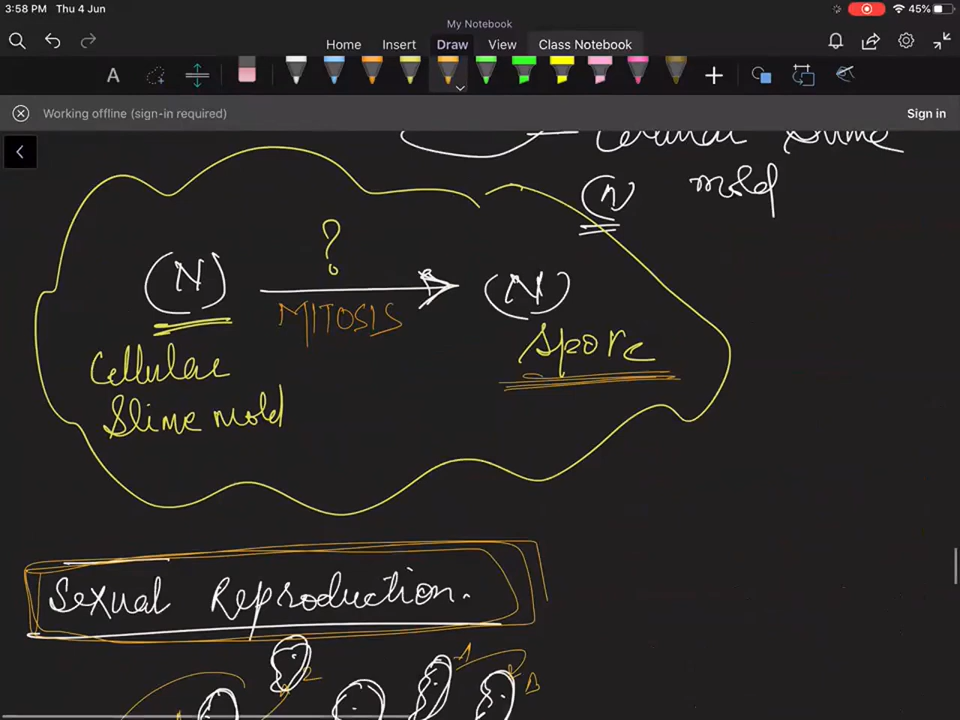 3:58 PM Thu 4 Jun
45%
My Notebook
Home Insert Draw View Class Notebook
A
Working offline (sign-in required)
Sign in
Slime
mold
(n)
?
(N)
MITOSIS
(N)
Spore
Cellular
Slime mold
Sexual Reproduction.
A
B